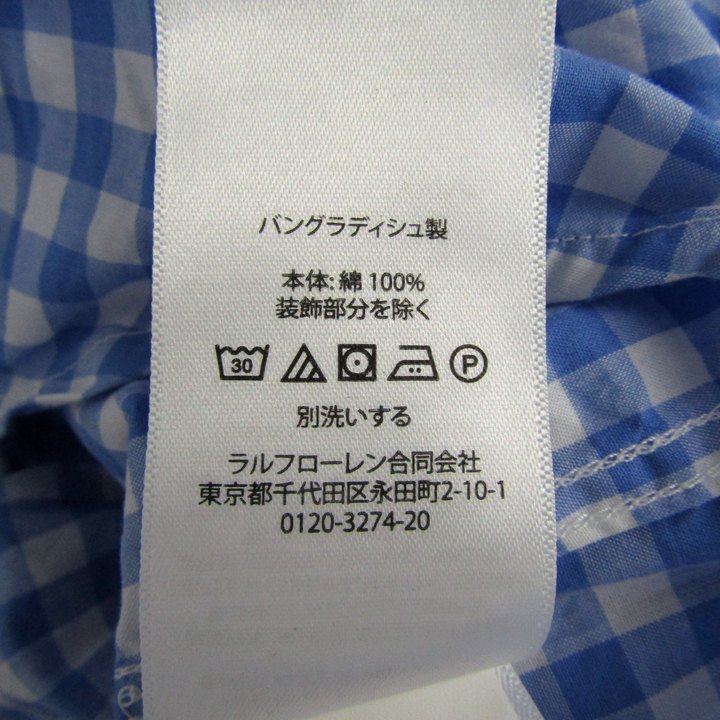 バングラディシュ製
本体: 綿 100%
装飾部分を除く
30 P
別洗いする
ラルフローレン合同会社
東京都千代田区永田町2-10-1
0120-3274-20